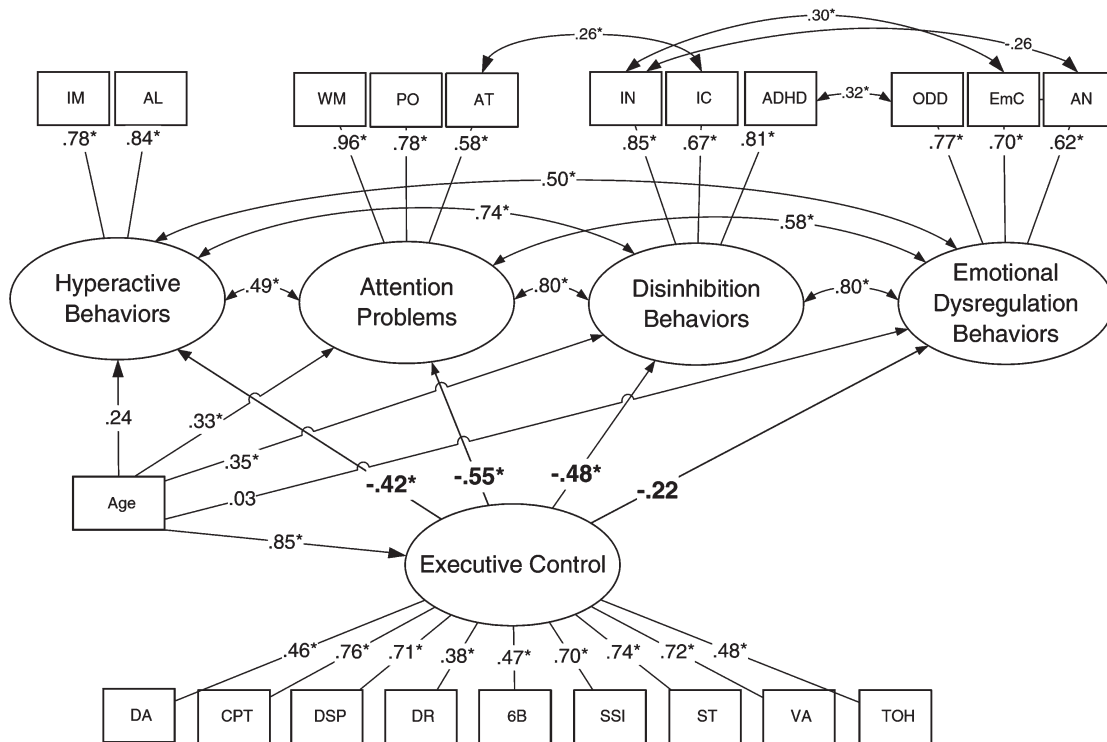 .30*
.26*
-.26
IM AL WM PO AT IN IC ADHD .32* ODD EmC AN
.78* .84* .96* .78* .58* .85* .67* .81* .77* .70* .62*
.50*
.74* .58*
Hyperactive
Behaviors
.49*
Attention
Problems
.80*
Disinhibition
Behaviors
.80*
Emotional
Dysregulation
Behaviors
.24 .33*
.35*
.03
-.42* -.55* -.48* -.22
Age
.85*
Executive Control
.46* .76* .71* .38* .47* .70* .74* .72* .48*
DA CPT DSP DR 6B SSI ST VA TOH